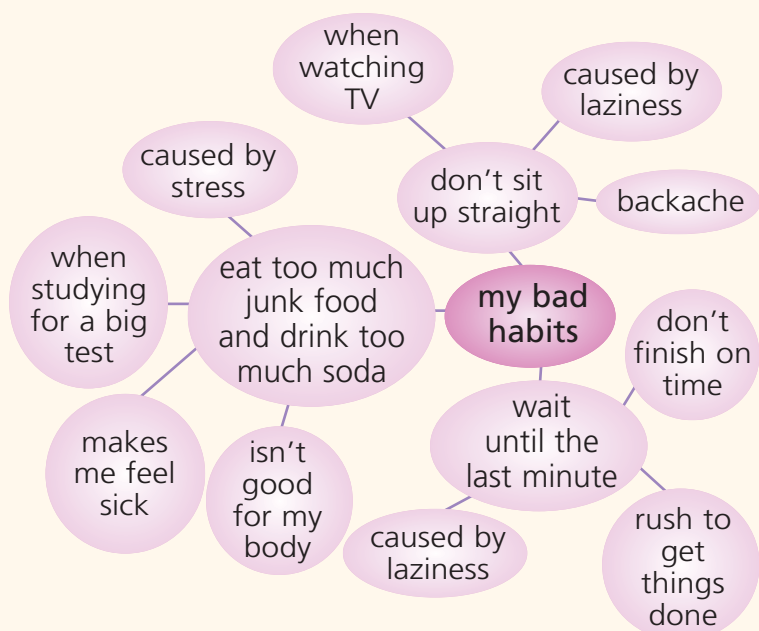 my bad
habits
don't sit
up straight
when
watching
TV
caused by
laziness
backache
eat too much
junk food
and drink too
much soda
caused by
stress
when
studying
for a big
test
makes
me feel
sick
isn't
good
for my
body
wait
until the
last minute
don't
finish on
time
rush to
get
things
done
caused by
laziness